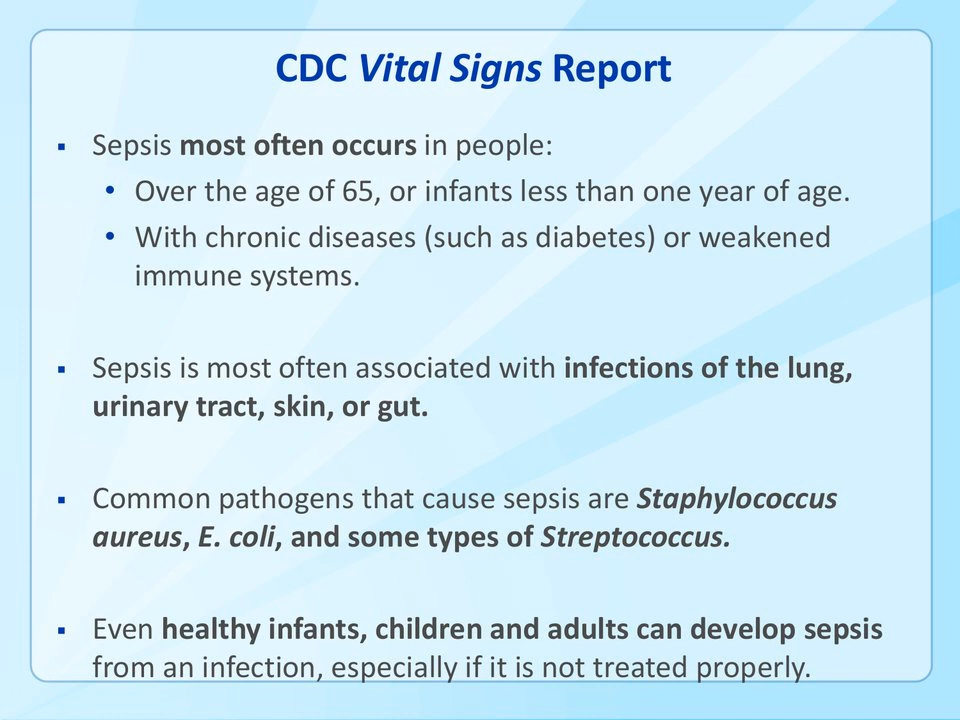 CDC Vital Signs Report
▪ Sepsis most often occurs in people:
• Over the age of 65, or infants less than one year of age.
• With chronic diseases (such as diabetes) or weakened
immune systems.
▪ Sepsis is most often associated with infections of the lung,
urinary tract, skin, or gut.
▪ Common pathogens that cause sepsis are Staphylococcus
aureus, E. coli, and some types of Streptococcus.
▪ Even healthy infants, children and adults can develop sepsis
from an infection, especially if it is not treated properly.